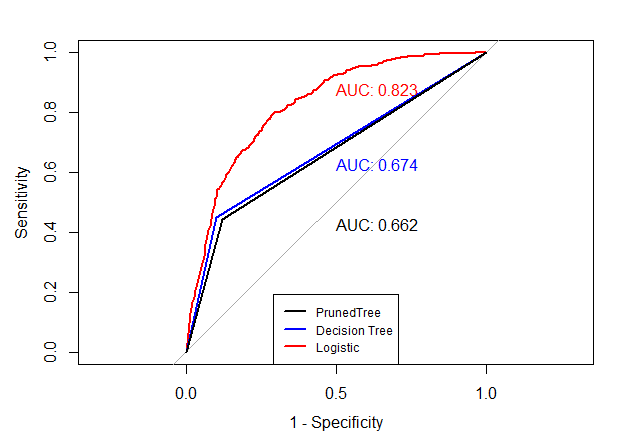 1.0
0.8
0.6
0.4
0.2
0.0
Sensitivity
AUC: 0.823
AUC: 0.674
AUC: 0.662
PrunedTree
Decision Tree
Logistic
0.0 0.5 1.0
1 - Specificity